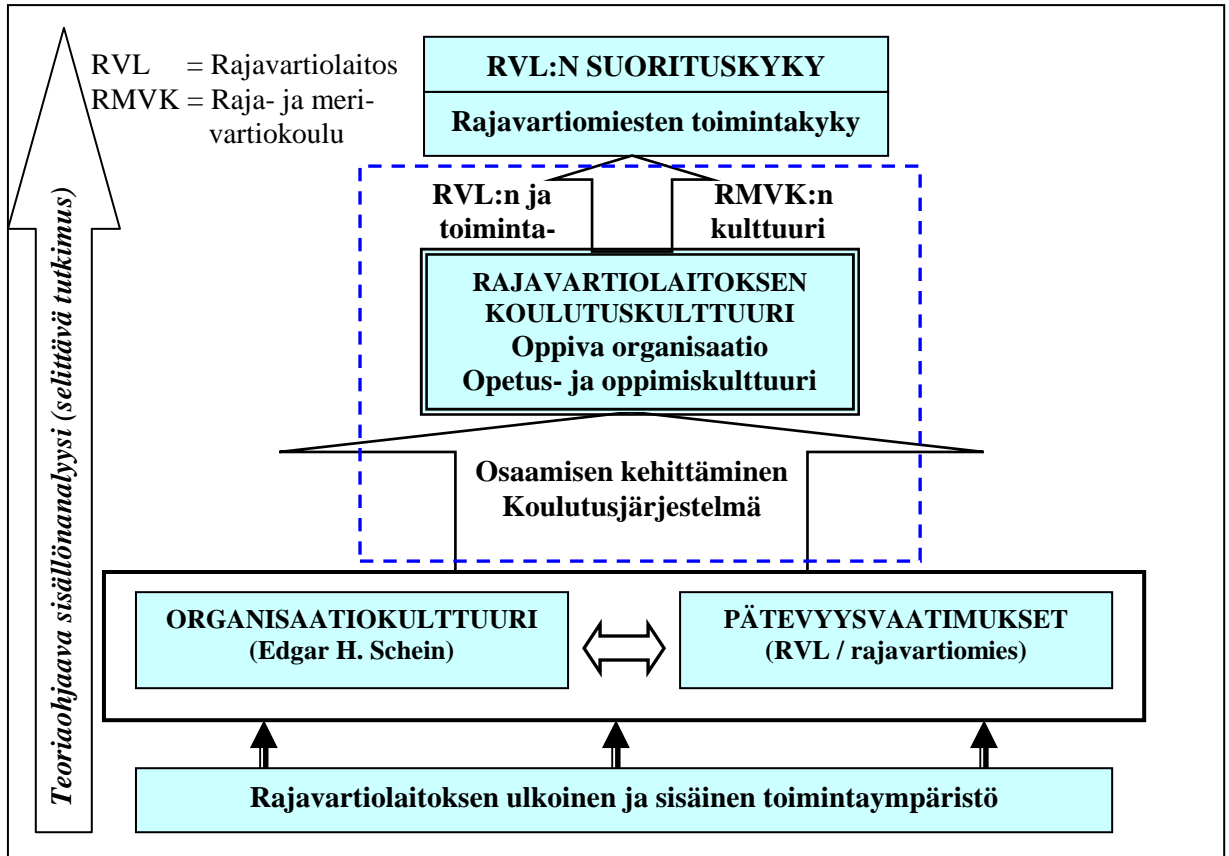 RVL = Rajavartiolaitos
RMVK = Raja- ja meri-
vartiokoulu
RVL:N SUORITUSKYKY
Rajavartiomiesten toimintakyky
RVL:n ja RMVK:n
toiminta- kulttuuri
RAJAVARTIOLAITOKSEN
KOULUTUSKULTTUURI
Oppiva organisaatio
Opetus- ja oppimiskulttuuri
Osaamisen kehittäminen
Koulutusjärjestelmä
ORGANISAATIOKULTTUURI
(Edgar H. Schein)
PÄTEVYYSVAATIMUKSET
(RVL / rajavartiomies)
Rajavartiolaitoksen ulkoinen ja sisäinen toimintaympäristö
Teoriaohjaava sisällönanalyysi (selittävä tutkimus)